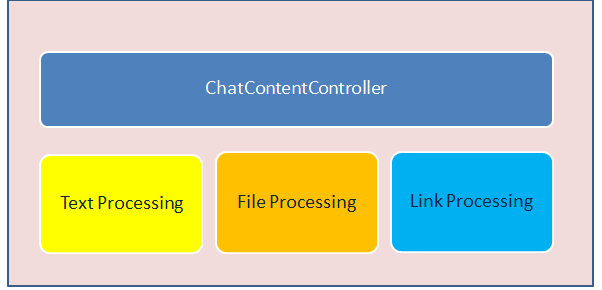 ChatContentController
Text Processing
File Processing
Link Processing